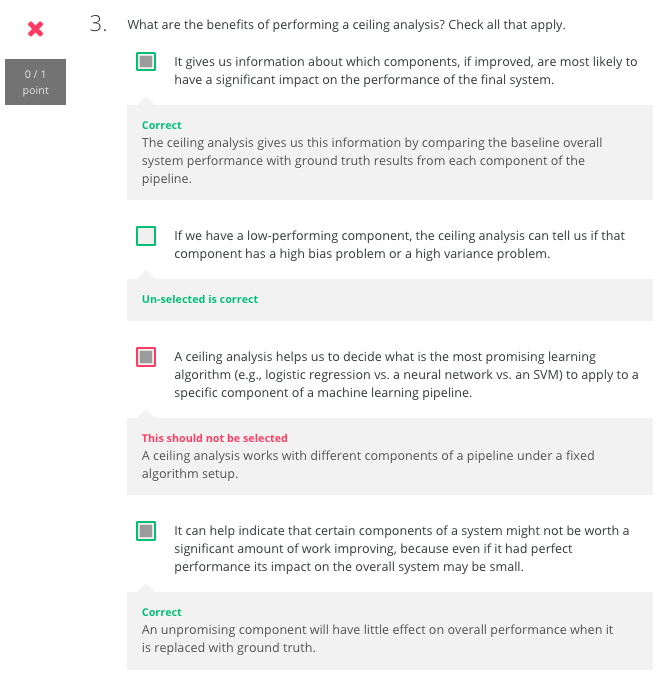 3. What are the benefits of performing a ceiling analysis? Check all that apply.
0 / 1
point
It gives us information about which components, if improved, are most likely to
have a significant impact on the performance of the final system.
Correct
The ceiling analysis gives us this information by comparing the baseline overall
system performance with ground truth results from each component of the
pipeline.
If we have a low-performing component, the ceiling analysis can tell us if that
component has a high bias problem or a high variance problem.
Un-selected is correct
A ceiling analysis helps us to decide what is the most promising learning
algorithm (e.g., logistic regression vs. a neural network vs. an SVM) to apply to a
specific component of a machine learning pipeline.
This should not be selected
A ceiling analysis works with different components of a pipeline under a fixed
algorithm setup.
It can help indicate that certain components of a system might not be worth a
significant amount of work improving, because even if it had perfect
performance its impact on the overall system may be small.
Correct
An unpromising component will have little effect on overall performance when it
is replaced with ground truth.